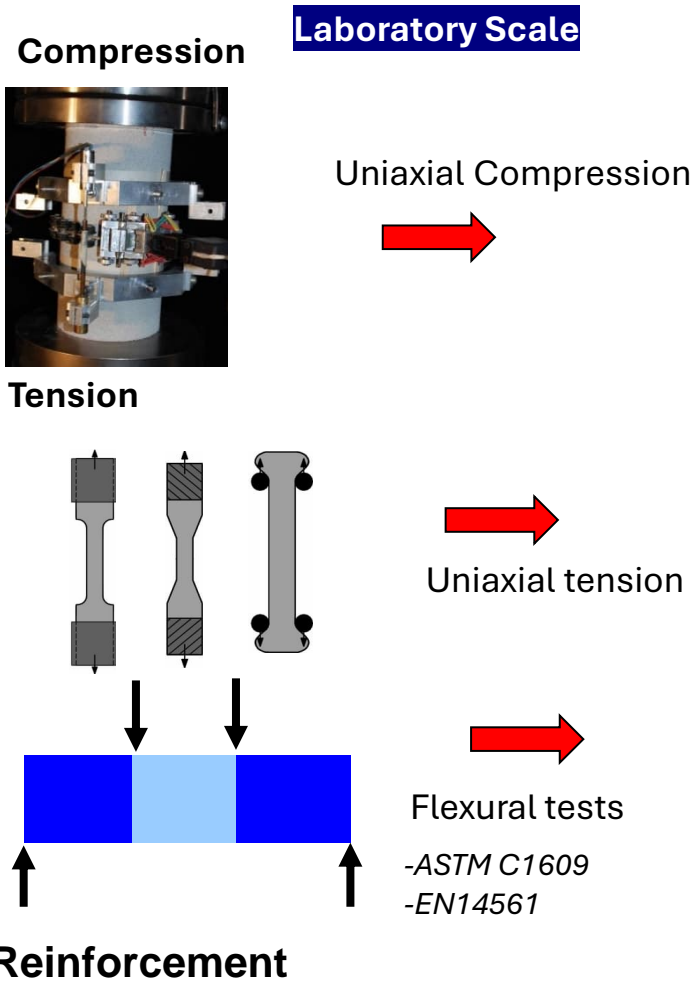 Laboratory Scale
Compression
Uniaxial Compression
Tension
Uniaxial tension
Flexural tests
-ASTM C1609
-EN14561
Reinforcement